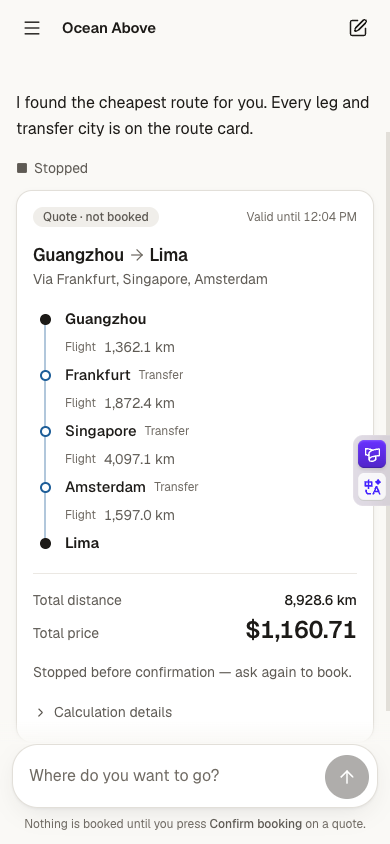 Ocean Above
I found the cheapest route for you. Every leg and
transfer city is on the route card.
Stopped
Quote · not booked
Valid until 12:04 PM
Guangzhou → Lima
Via Frankfurt, Singapore, Amsterdam
Guangzhou
Flight 1,362.1 km
Frankfurt Transfer
Flight 1,872.4 km
Singapore Transfer
Flight 4,097.1 km
Amsterdam Transfer
Flight 1,597.0 km
Lima
Total distance 8,928.6 km
Total price $1,160.71
Stopped before confirmation — ask again to book.
Calculation details
Where do you want to go?
Nothing is booked until you press Confirm booking on a quote.